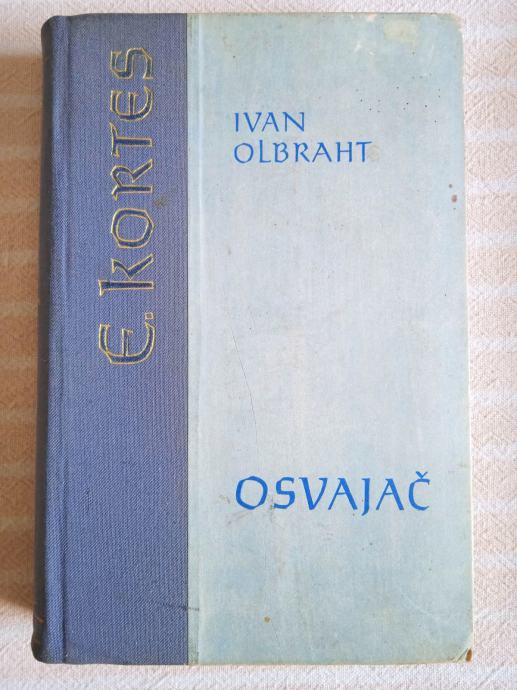 E. KORTES
IVAN
OLBRAHT
OSVAJAČ